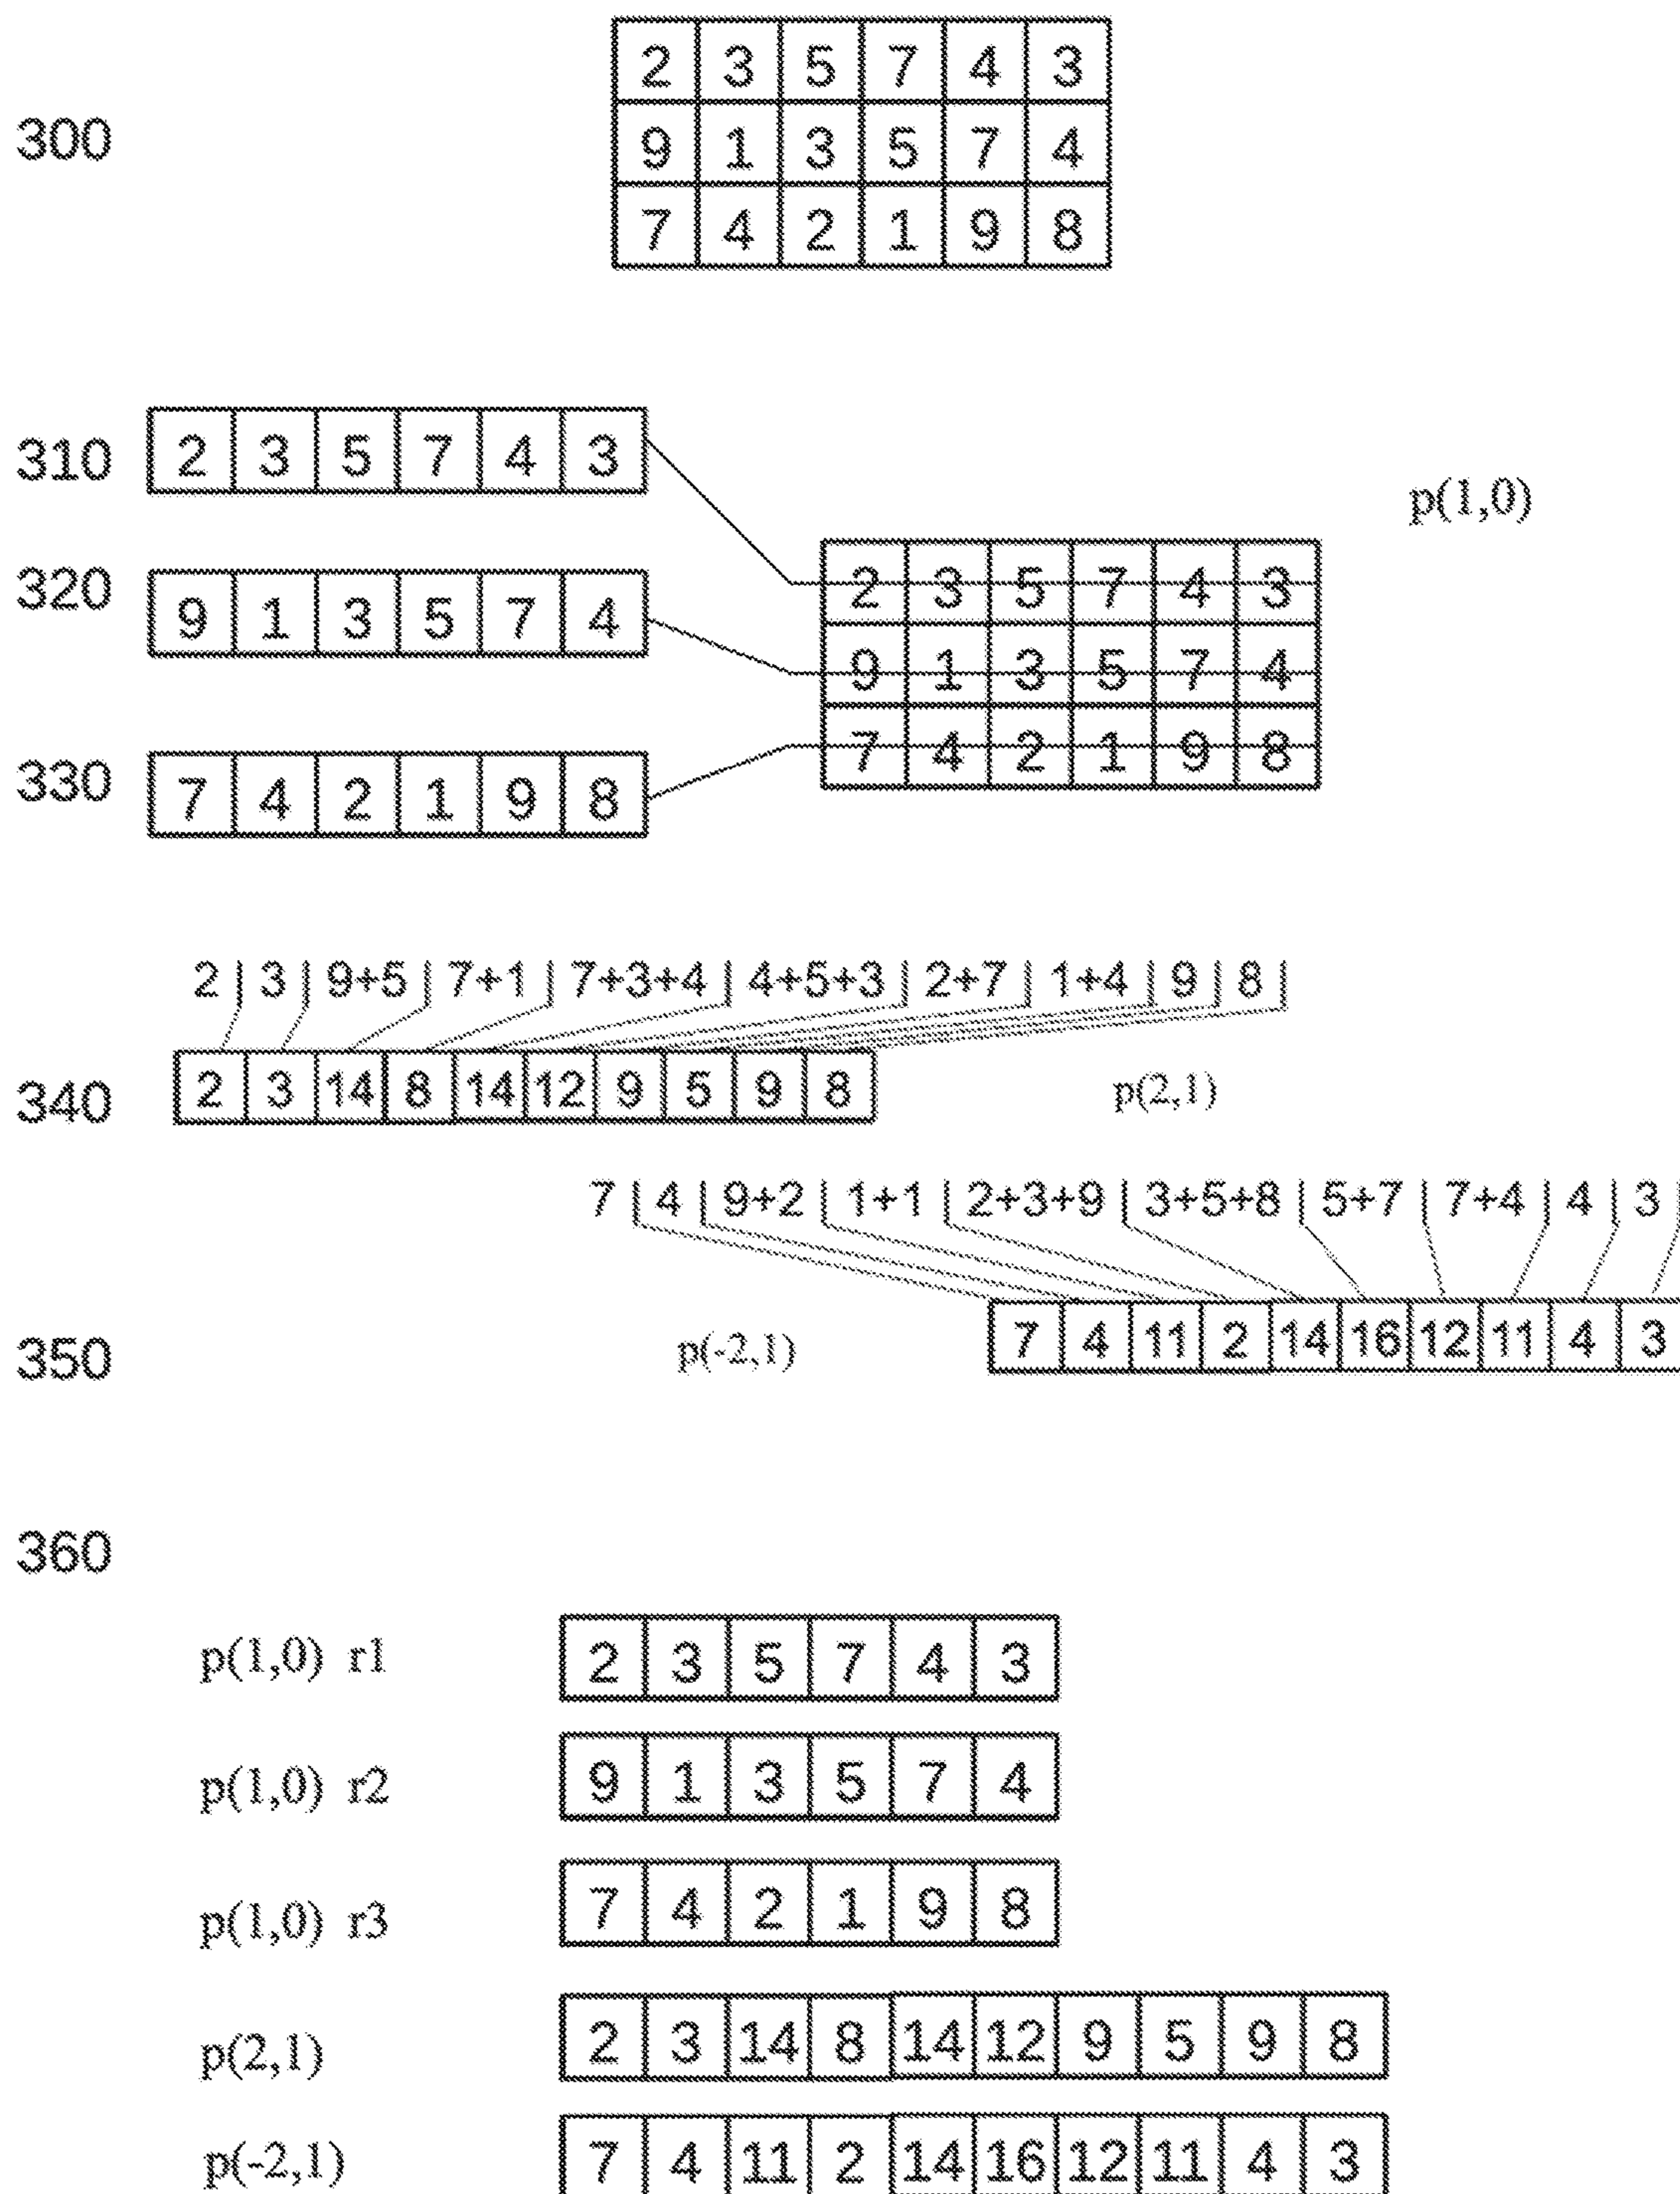 2 3 5 7 4 3
300
9 1 3 5 7 4
7 4 2 1 9 8
310
2 3 5 7 4 3
p(1,0)
320
9 1 3 5 7 4
2 3 5 7 4 3
9 1 3 5 7 4
7 4 2 1 9 8
330
7 4 2 1 9 8
2 | 3 | 9+5 | 7+1 | 7+3+4 | 4+5+3 | 2+7 | 1+4 | 9 | 8 |
340
2 3 14 8 14 12 9 5 9 8
p(2,1)
7 | 4 | 9+2 | 1+1 | 2+3+9 | 3+5+8 | 5+7 | 7+4 | 4 | 3 |
350
p(-2,1)
7 4 11 2 14 16 12 11 4 3
360
p(1,0) r1
2 3 5 7 4 3
p(1,0) r2
9 1 3 5 7 4
p(1,0) r3
7 4 2 1 9 8
p(2,1)
2 3 14 8 14 12 9 5 9 8
p(-2,1)
7 4 11 2 14 16 12 11 4 3